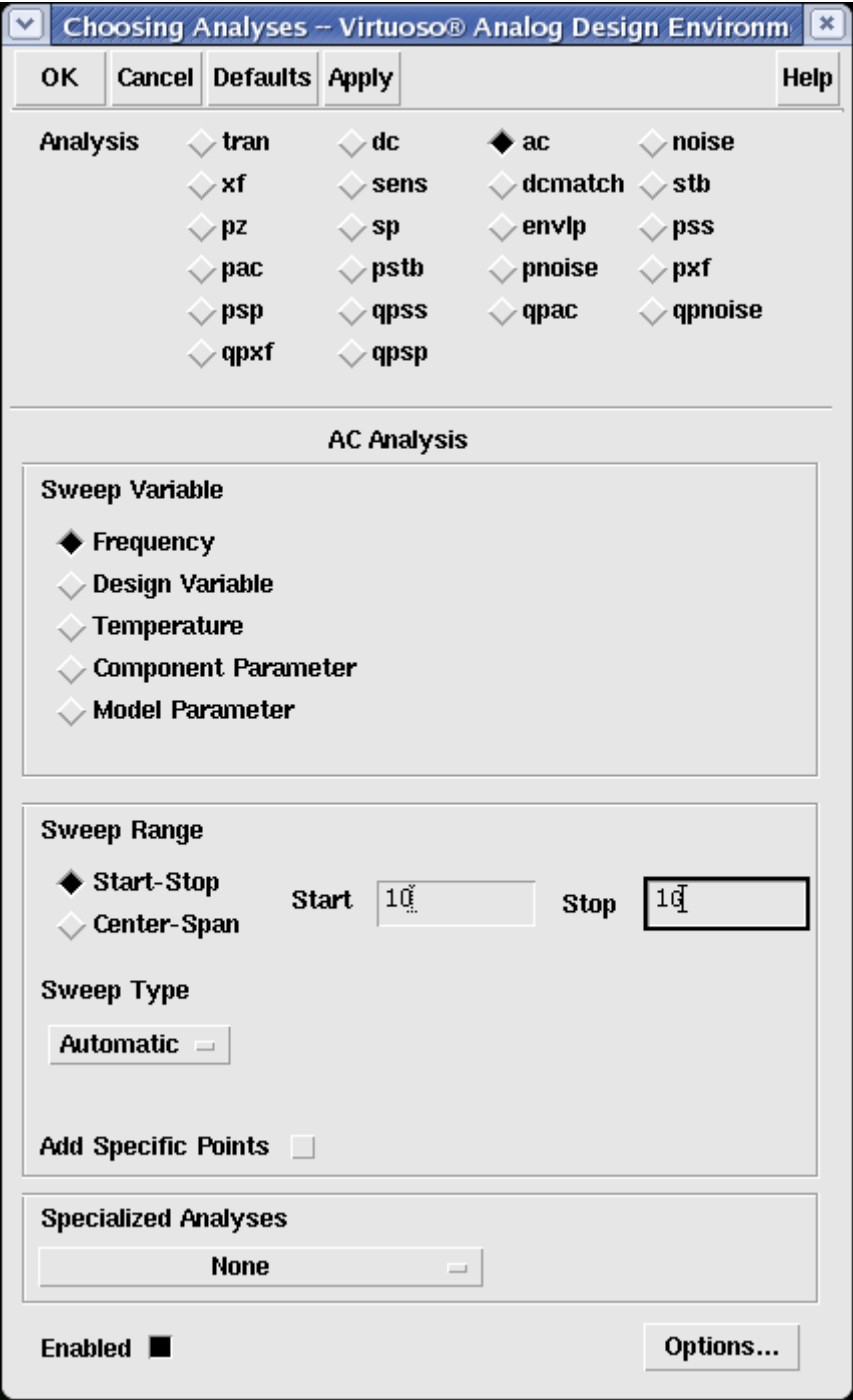 Choosing Analyses -- Virtuoso® Analog Design Environm
OK Cancel Defaults Apply Help
Analysis tran dc ac noise
xf sens dcmatch stb
pz sp envlp pss
pac pstb pnoise pxf
psp qpss qpac qpnoise
qpxf qpsp
AC Analysis
Sweep Variable
Frequency
Design Variable
Temperature
Component Parameter
Model Parameter
Sweep Range
Start-Stop
Center-Span
Start 10 Stop
Sweep Type
Automatic
Add Specific Points
Specialized Analyses
None
Enabled Options...